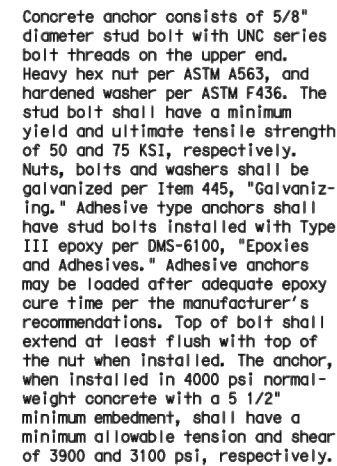 Concrete anchor consists of 5/8"
diameter stud bolt with UNC series
bolt threads on the upper end.
Heavy hex nut per ASTM A563, and
hardened washer per ASTM F436. The
stud bolt shall have a minimum
yield and ultimate tensile strength
of 50 and 75 KSI, respectively.
Nuts, bolts and washers shall be
galvanized per Item 445, "Galvaniz-
ing." Adhesive type anchors shall
have stud bolts installed with Type
III epoxy per DMS-6100, "Epoxies
and Adhesives." Adhesive anchors
may be loaded after adequate epoxy
cure time per the manufacturer's
recommendations. Top of bolt shall
extend at least flush with top of
the nut when installed. The anchor,
when installed in 4000 psi normal-
weight concrete with a 5 1/2"
minimum embedment, shall have a
minimum allowable tension and shear
of 3900 and 3100 psi, respectively.